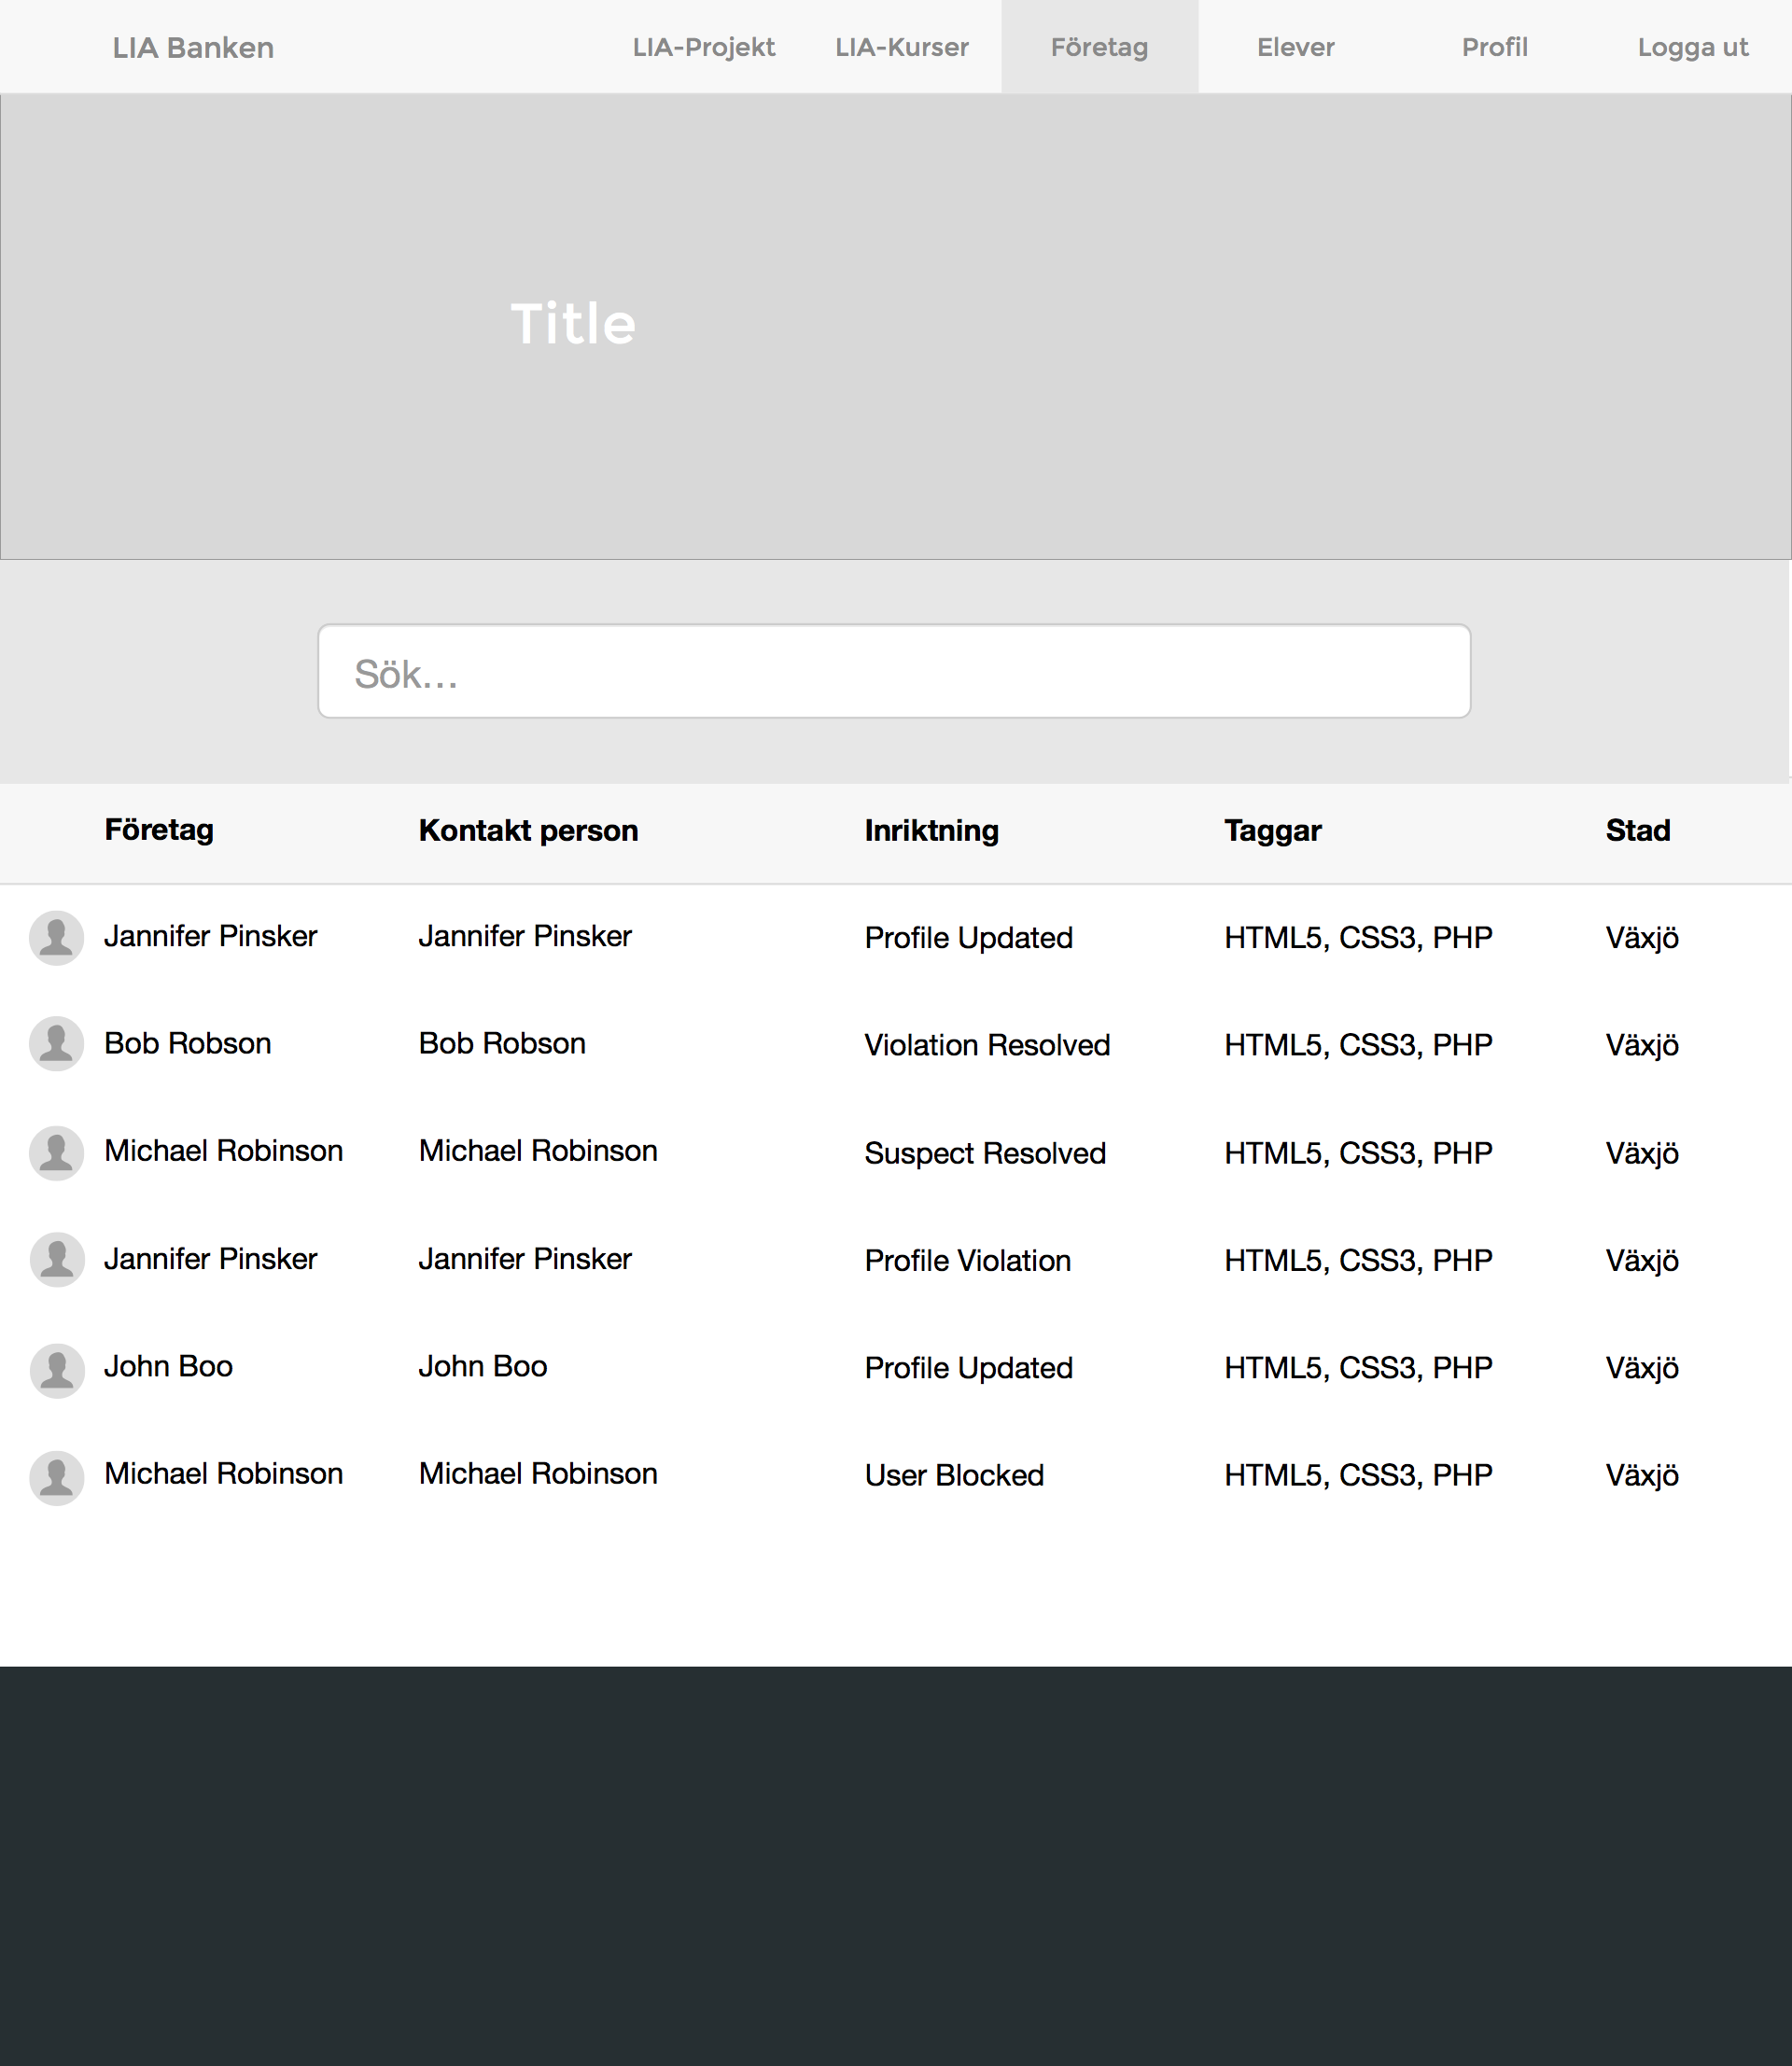 LIA Banken LIA-Projekt LIA-Kurser Företag Elever Profil Logga ut
Title
Sök...
Företag Kontakt person Inriktning Taggar Stad
Jannifer Pinsker Jannifer Pinsker Profile Updated HTML5, CSS3, PHP Växjö
Bob Robson Bob Robson Violation Resolved HTML5, CSS3, PHP Växjö
Michael Robinson Michael Robinson Suspect Resolved HTML5, CSS3, PHP Växjö
Jannifer Pinsker Jannifer Pinsker Profile Violation HTML5, CSS3, PHP Växjö
John Boo John Boo Profile Updated HTML5, CSS3, PHP Växjö
Michael Robinson Michael Robinson User Blocked HTML5, CSS3, PHP Växjö